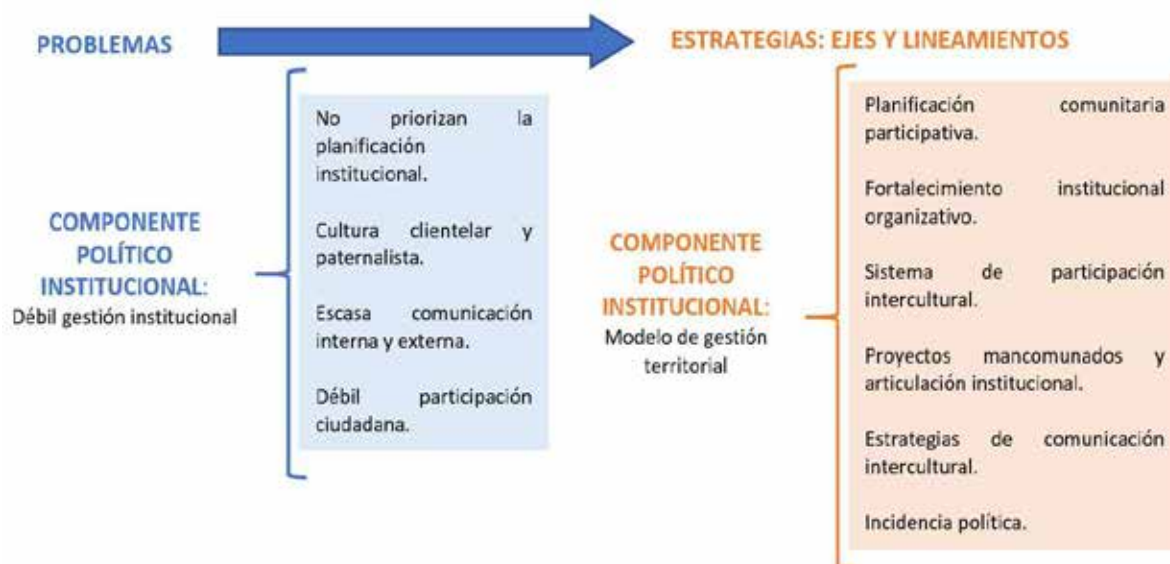 PROBLEMAS
ESTRATEGIAS: EJES Y LINEAMIENTOS
COMPONENTE
POLÍTICO
INSTITUCIONAL:
Débil gestión institucional
No priorizan la
planificación
institucional.
Cultura clientelar y
paternalista.
Escasa comunicación
interna y externa.
Débil participación
ciudadana.
COMPONENTE
POLÍTICO
INSTITUCIONAL:
Modelo de gestión
territorial
Planificación comunitaria
participativa.
Fortalecimiento institucional
organizativo.
Sistema de participación
intercultural.
Proyectos mancomunados y
articulación institucional.
Estrategias de comunicación
intercultural.
Incidencia política.